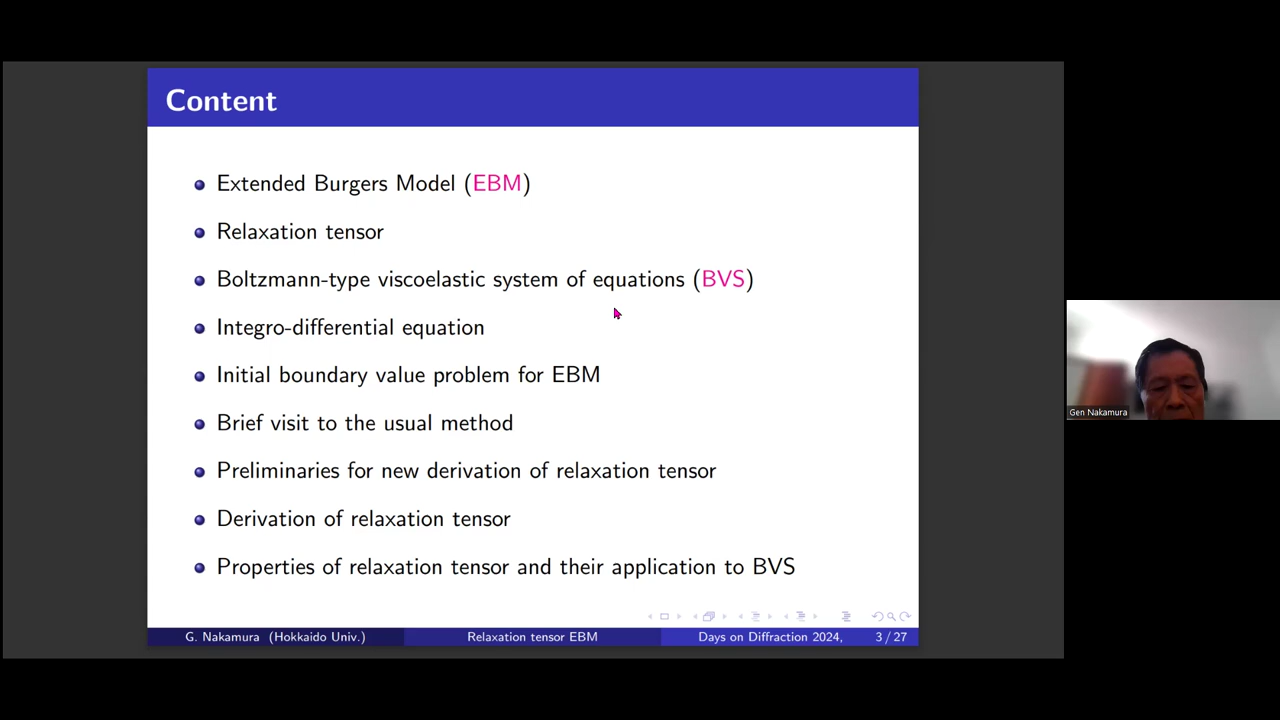 Content
Extended Burgers Model (EBM)
Relaxation tensor
Boltzmann-type viscoelastic system of equations (BVS)
Integro-differential equation
Initial boundary value problem for EBM
Brief visit to the usual method
Preliminaries for new derivation of relaxation tensor
Derivation of relaxation tensor
Properties of relaxation tensor and their application to BVS
G. Nakamura (Hokkaido Univ.) Relaxation tensor EBM Days on Diffraction 2024, 3 / 27
Gen Nakamura